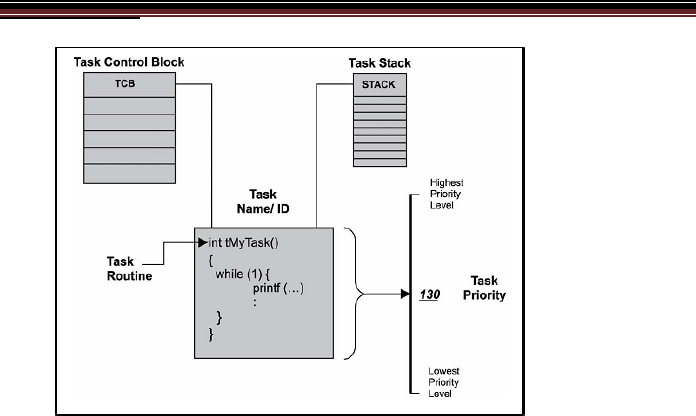 Task Control Block
TCB
Task Stack
STACK
Task
Name/ ID
Task
Routine
int tMyTask()
{
while (1) {
printf (…)
:
}
}
Highest
Priority
Level
130
Task
Priority
Lowest
Priority
Level